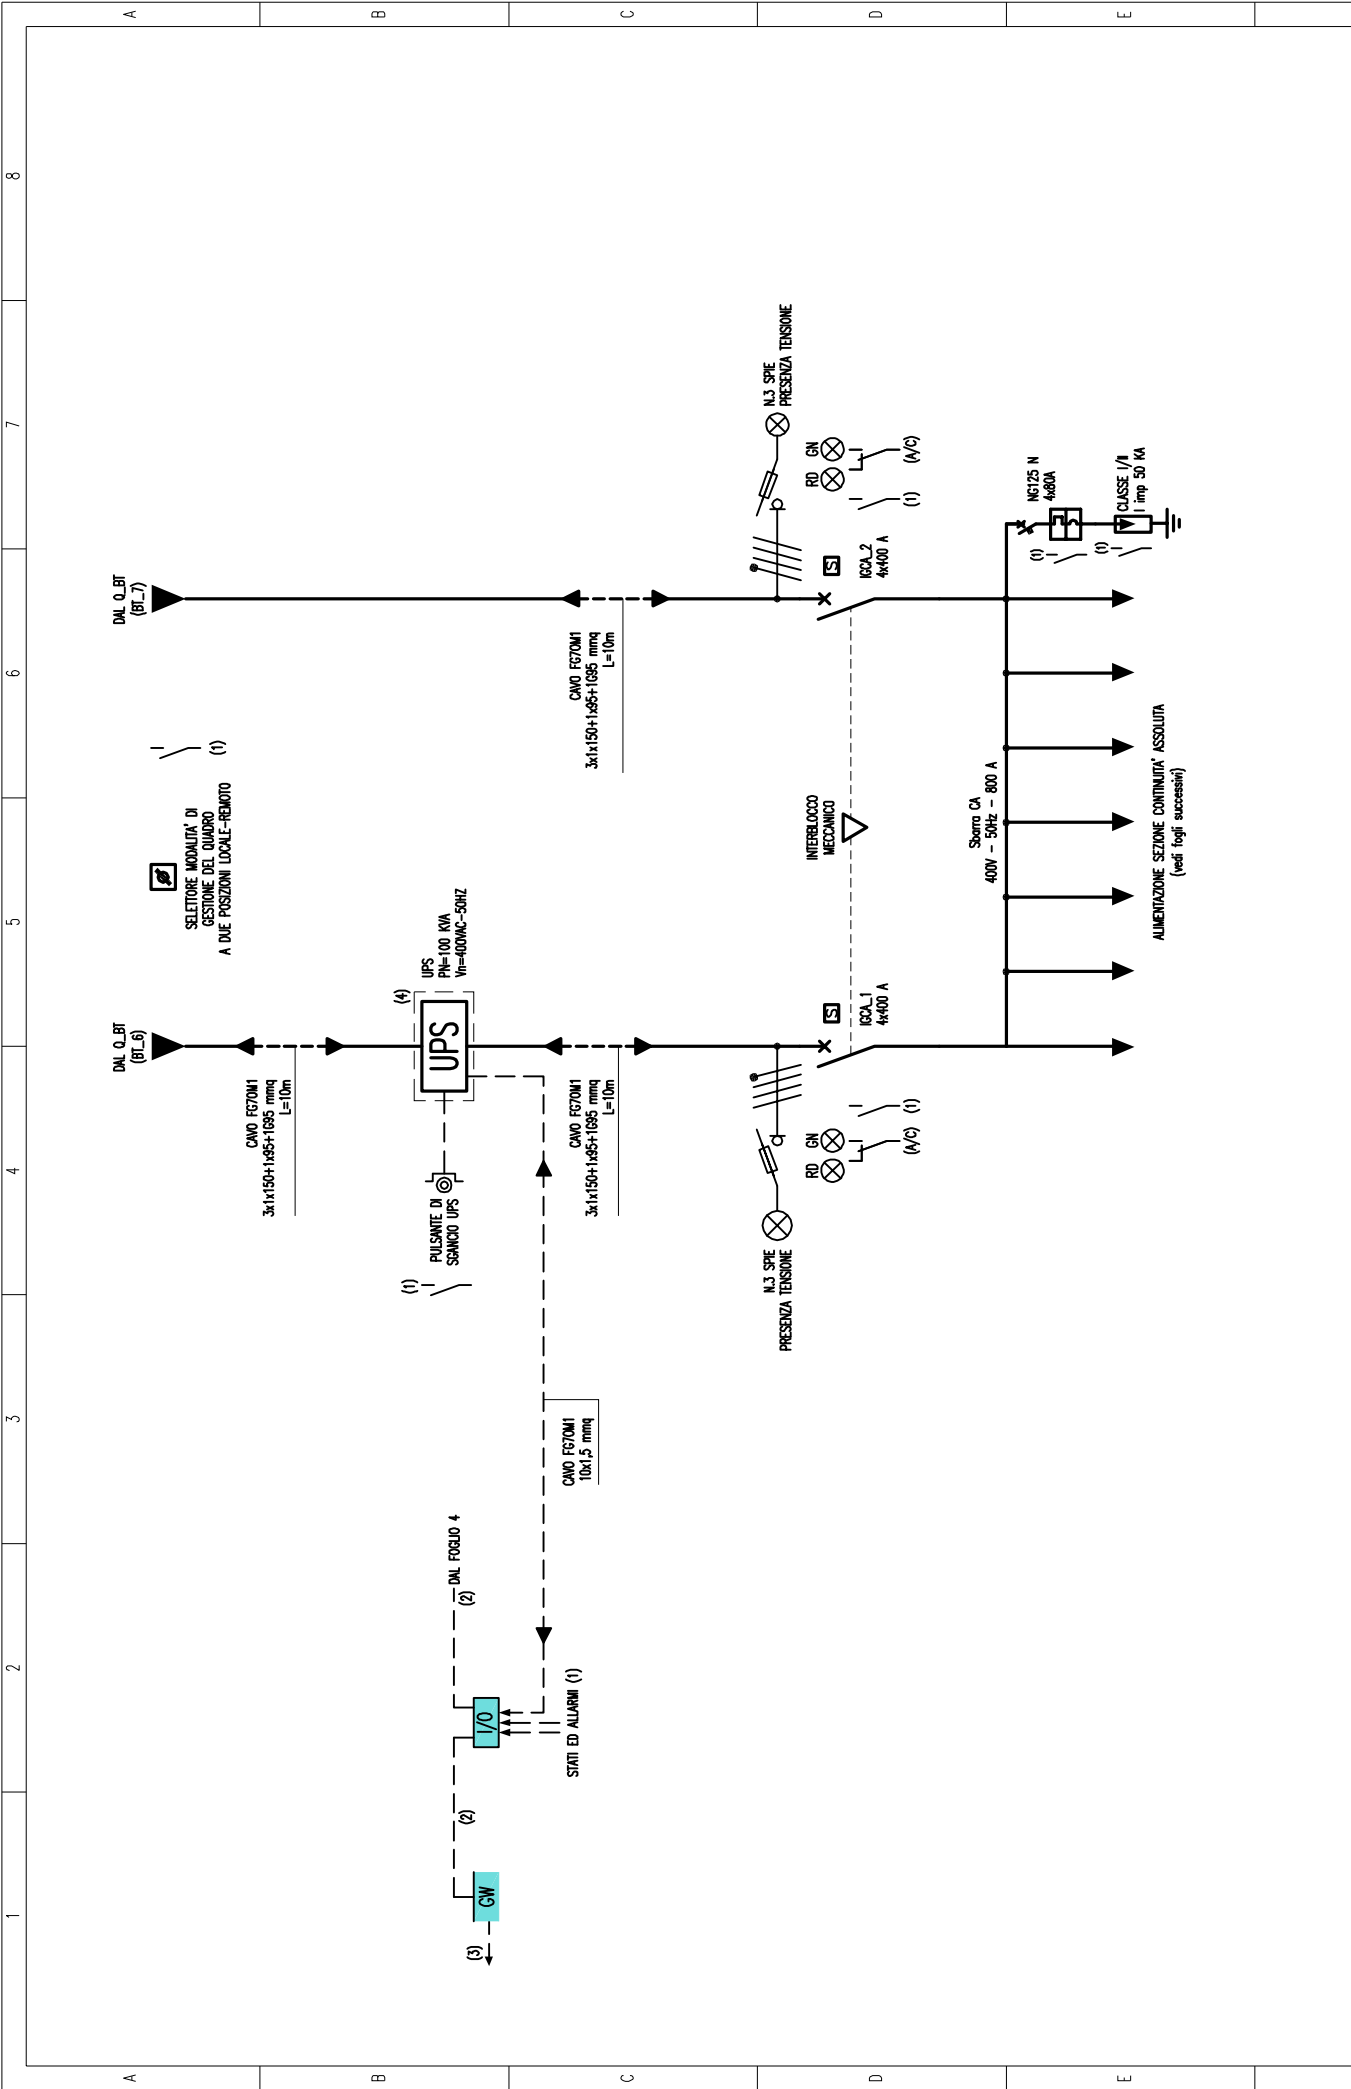 1
2
3
4
5
6
7
8
A
B
C
D
E
A
B
C
D
E
DAL Q_BT
(BT_6)
SELETTORE MODALITA' DI
GESTIONE DEL QUADRO
A DUE POSIZIONI LOCALE-REMOTO
(1)
DAL Q_BT
(BT_7)
CAVO FG7OM1
3x1x150+1x95+1G95 mmq
L=10m
(4)
UPS
UPS
PN=100 KVA
Vn=400VAC-50HZ
(1)
PULSANTE DI
SGANCIO UPS
DAL FOGLIO 4
(2)
(2)
I/O
GW
(3)
STATI ED ALLARMI (1)
CAVO FG7OM1
10x1,5 mmq
CAVO FG7OM1
3x1x150+1x95+1G95 mmq
L=10m
CAVO FG7OM1
3x1x150+1x95+1G95 mmq
L=10m
N.3 SPIE
PRESENZA TENSIONE
RD
GN
(A/C)
(1)
S
IGCA_1
4x400 A
INTERBLOCCO
MECCANICO
S
IGCA_2
4x400 A
N.3 SPIE
PRESENZA TENSIONE
RD
GN
(1)
(A/C)
Sbarra CA
400V - 50Hz - 800 A
(1)
NG125 N
4x80A
(1)
CLASSE I/II
I imp 50 KA
ALIMENTAZIONE SEZIONE CONTINUITA' ASSOLUTA
(vedi fogli successivi)